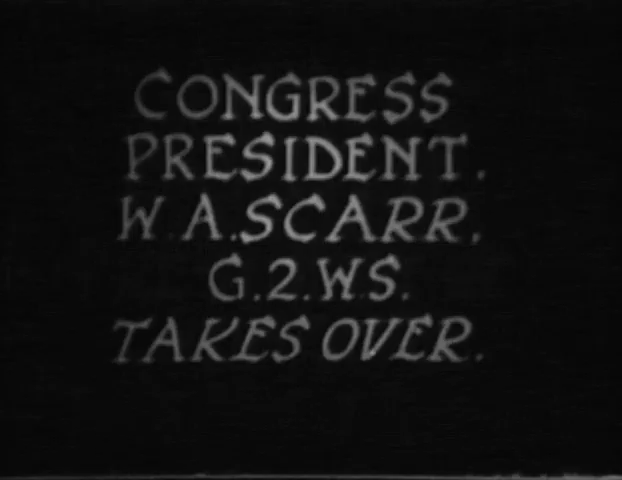 CONGRESS
PRESIDENT.
W.A.SCARR.
G.2.W.S.
TAKES OVER.